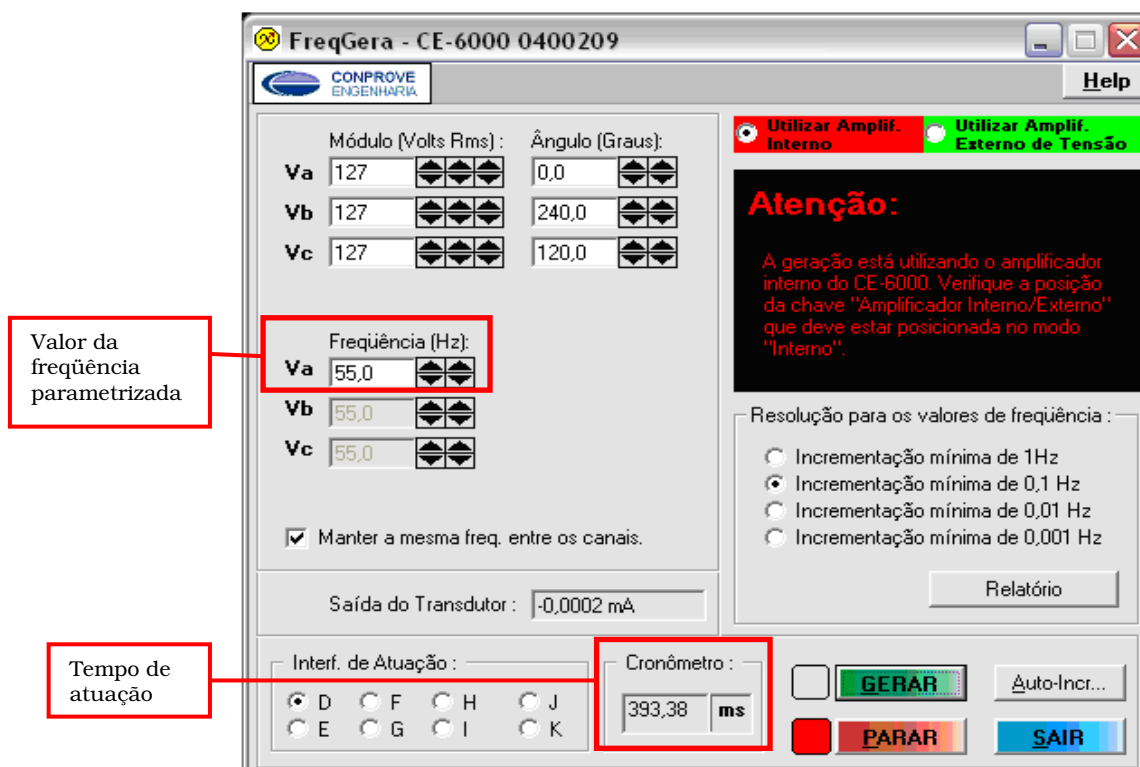 FreqGera - CE-6000 0400209
CONPROVE
ENGENHARIA
Help
Módulo (Volts Rms) :
Ângulo (Graus):
Va 127 0,0
Vb 127 240,0
Vc 127 120,0
Utilizar Amplif.
Interno
Utilizar Amplif.
Externo de Tensão
Atenção:
A geração está utilizando o amplificador
interno do CE-6000. Verifique a posição
da chave "Amplificador Interno/Externo"
que deve estar posicionada no modo
"Interno".
Valor da
freqüência
parametrizada
Freqüência (Hz):
Va 55,0
Vb 55,0
Vc 55,0
Manter a mesma freq. entre os canais.
Resolução para os valores de freqüência :
Incrementação mínima de 1Hz
Incrementação mínima de 0,1 Hz
Incrementação mínima de 0,01 Hz
Incrementação mínima de 0,001 Hz
Relatório
Saída do Transdutor : -0,0002 mA
Tempo de
atuação
Interf. de Atuação :
D F H J
E G I K
Cronômetro :
393,38 ms
GERAR
Auto-Incr...
PARAR
SAIR